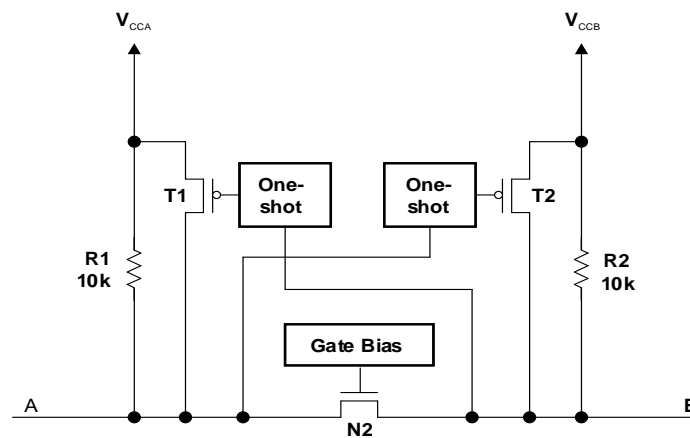 V CCA
V CCB
One-
shot
One-
shot
T1
T2
R1
10k
R2
10k
Gate Bias
A
N2